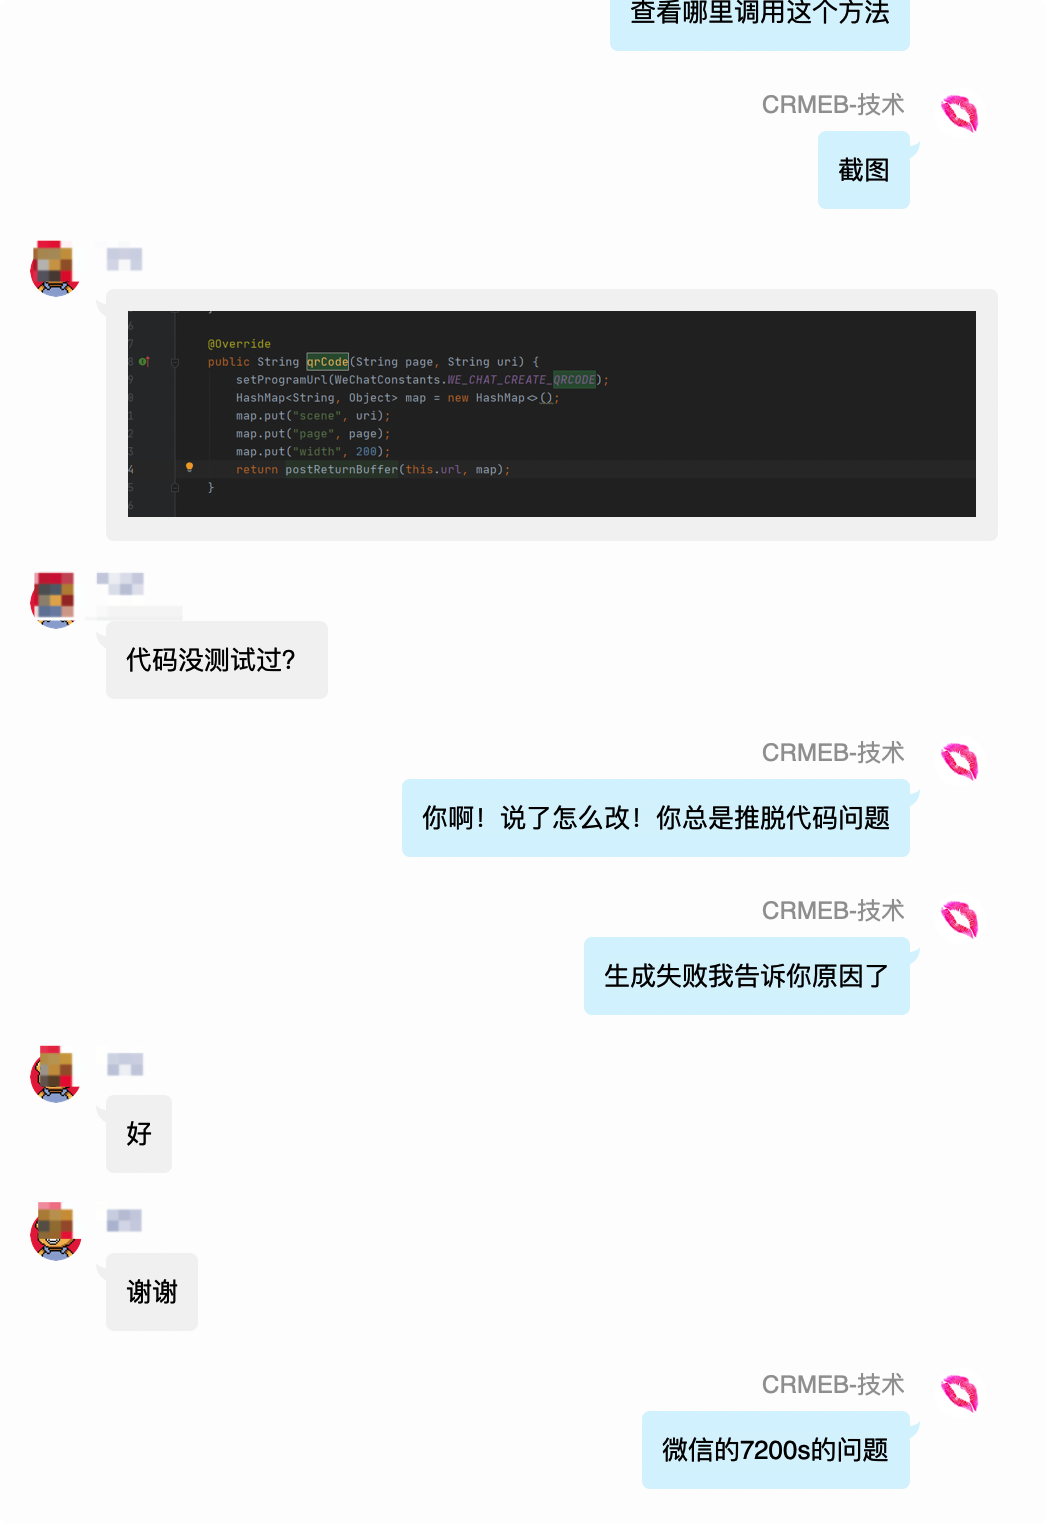 查看哪里调用这个方法
CRMEB-技术
截图
@Override
public String qrCode(String page, String uri) {
setProgramUrl(WeChatConstants.WE_CHAT_CREATE_QRCODE);
HashMap<String, Object> map = new HashMap<>();
map.put("scene", uri);
map.put("page", page);
map.put("width", 200);
return postReturnBuffer(this.url, map);
}
代码没测试过?
CRMEB-技术
你啊！说了怎么改！你总是推脱代码问题
CRMEB-技术
生成失败我告诉你原因了
好
谢谢
CRMEB-技术
微信的7200s的问题